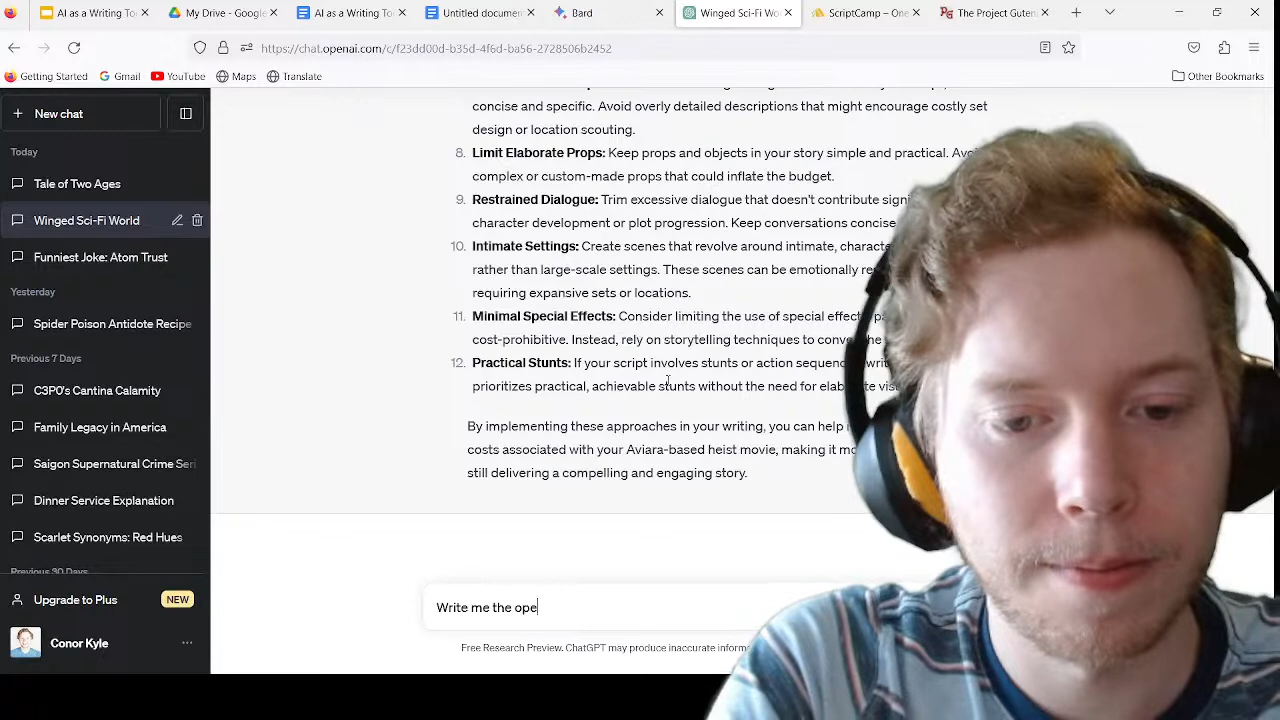 AI as a Writing To
My Drive - Google
AI as a Writing To
Untitled documen
Bard
Winged Sci-Fi Wo
ScriptCamp – One
The Project Guten
https://chat.openai.com/c/f23dd00d-b35d-4f6d-ba56-2728506b2452
Getting Started
Gmail
YouTube
Maps
Translate
Other Bookmarks
New chat
Today
Tale of Two Ages
Winged Sci-Fi World
Funniest Joke: Atom Trust
Yesterday
Spider Poison Antidote Recipe
Previous 7 Days
C3P0's Cantina Calamity
Family Legacy in America
Saigon Supernatural Crime Seri
Dinner Service Explanation
Scarlet Synonyms: Red Hues
Previous 30 Days
Upgrade to Plus NEW
Conor Kyle
concise and specific. Avoid overly detailed descriptions that might encourage costly set
design or location scouting.
8. Limit Elaborate Props: Keep props and objects in your story simple and practical.
complex or custom-made props that could inflate the budget.
9. Restrained Dialogue: Trim excessive dialogue that doesn't contribute
character development or plot progression. Keep conversations concise
10. Intimate Settings: Create scenes that revolve around intimate,
rather than large-scale settings. These scenes can be emotionally
requiring expansive sets or locations.
11. Minimal Special Effects: Consider limiting the use of special
cost-prohibitive. Instead, rely on storytelling techniques to
12. Practical Stunts: If your script involves stunts or action
prioritizes practical, achievable stunts without the need for
By implementing these approaches in your writing, you can help
costs associated with your Aviara-based heist movie, making it
still delivering a compelling and engaging story.
Write me the ope
Free Research Preview. ChatGPT may produce inaccurate